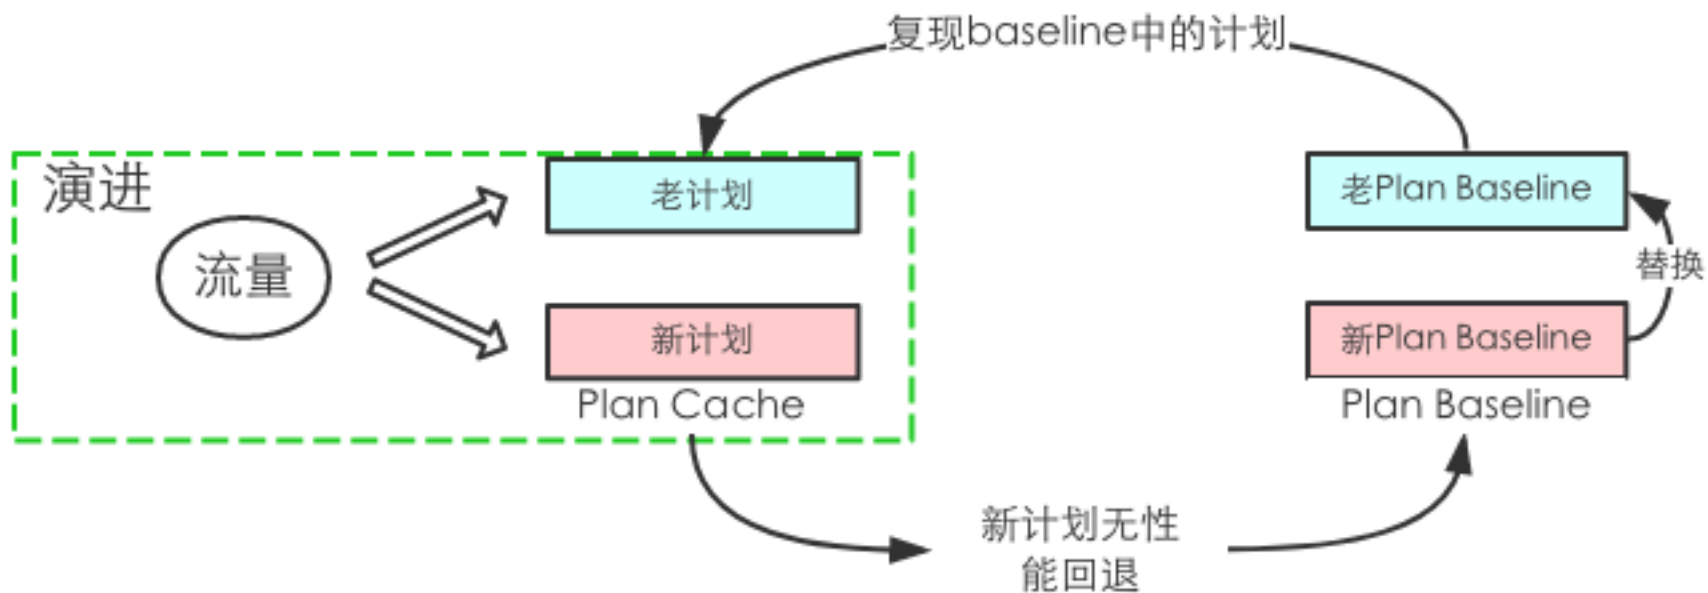 复现baseline中的计划
演进
老计划
老Plan Baseline
流量
替换
新计划
新Plan Baseline
Plan Cache
Plan Baseline
新计划无性
能回退